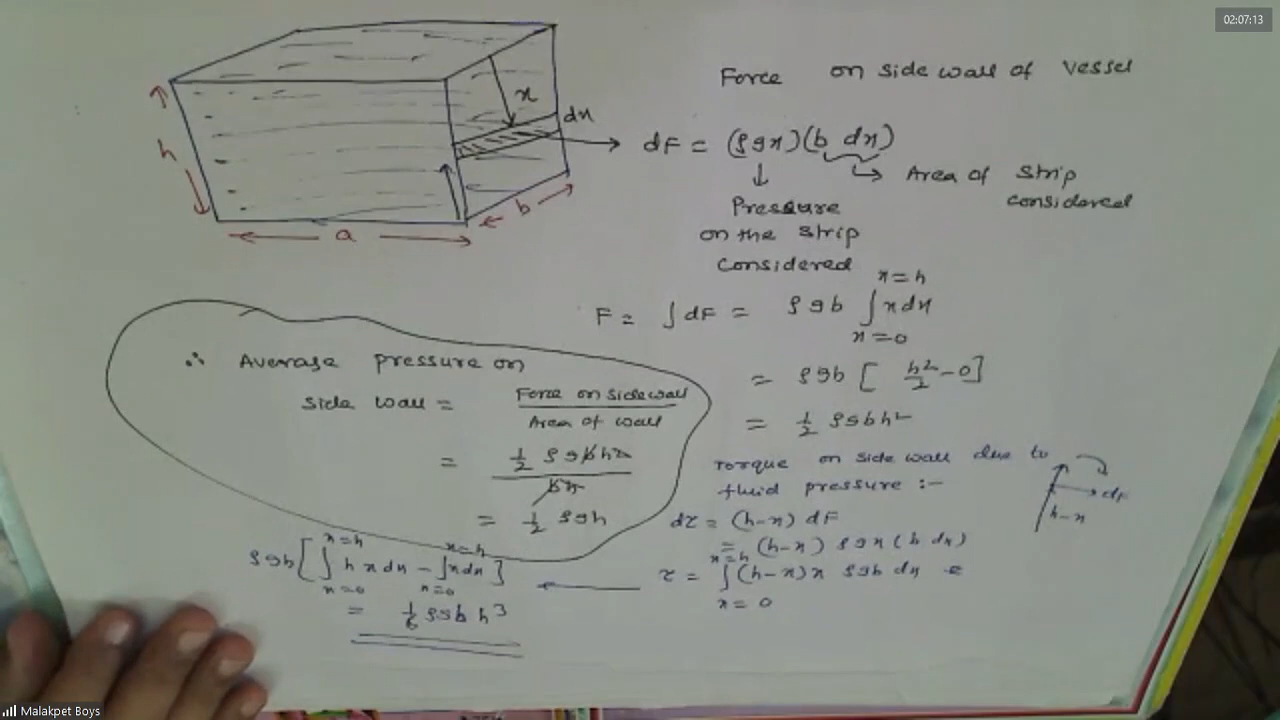 02:07:13
Force on side wall of vessel
x
dx
dF = (ρgx)(b dx)
↓
↳ Area of strip
considered
Pressure
on the strip
considered
h
a
b
F = ∫dF = ρgb ∫ x dx
x=h
x=0
= ρgb [h²/2 - 0]
= 1/2 ρgbh²
∴ Average pressure on
side wall = Force on sidewall / Area of wall
= 1/2 ρgbh² / bh
= 1/2 ρgh
Torque on side wall due to
fluid pressure :-
dF
h-x
dτ = (h-x) dF
= (h-x) ρgx (b dx)
τ = ∫ (h-x)x ρgb dx
x=h
x=0
ρgb [ ∫ h x dx - ∫ x dx ]
x=h
x=0
x=h
x=0
= 1/6 ρgb h³
Malakpet Boys